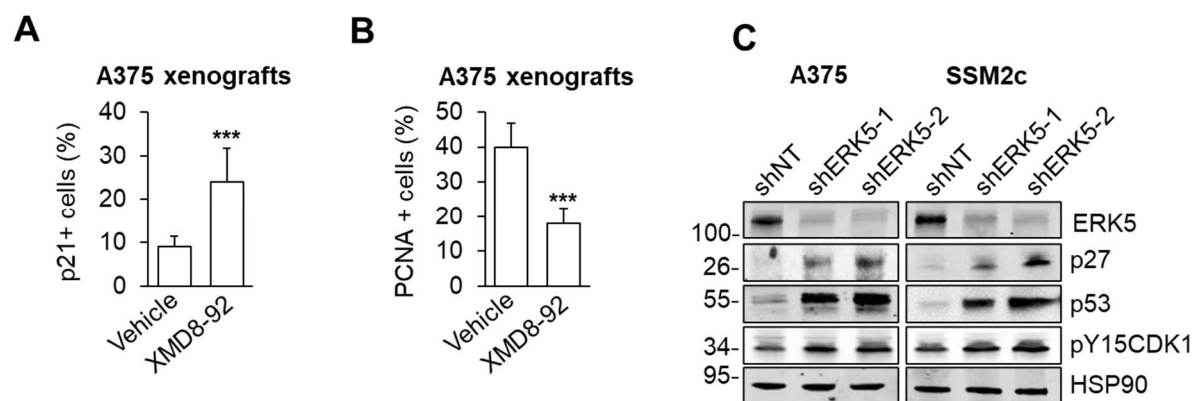 A
A375 xenografts
p21+ cells (%)
40
30
20
10
0
***
Vehicle
XMD8-92
B
A375 xenografts
PCNA + cells (%)
50
40
30
20
10
0
***
Vehicle
XMD8-92
C
A375
SSM2c
shNT
shERK5-1
shERK5-2
shNT
shERK5-1
shERK5-2
100-
ERK5
26-
p27
55-
p53
34-
pY15CDK1
95-
HSP90